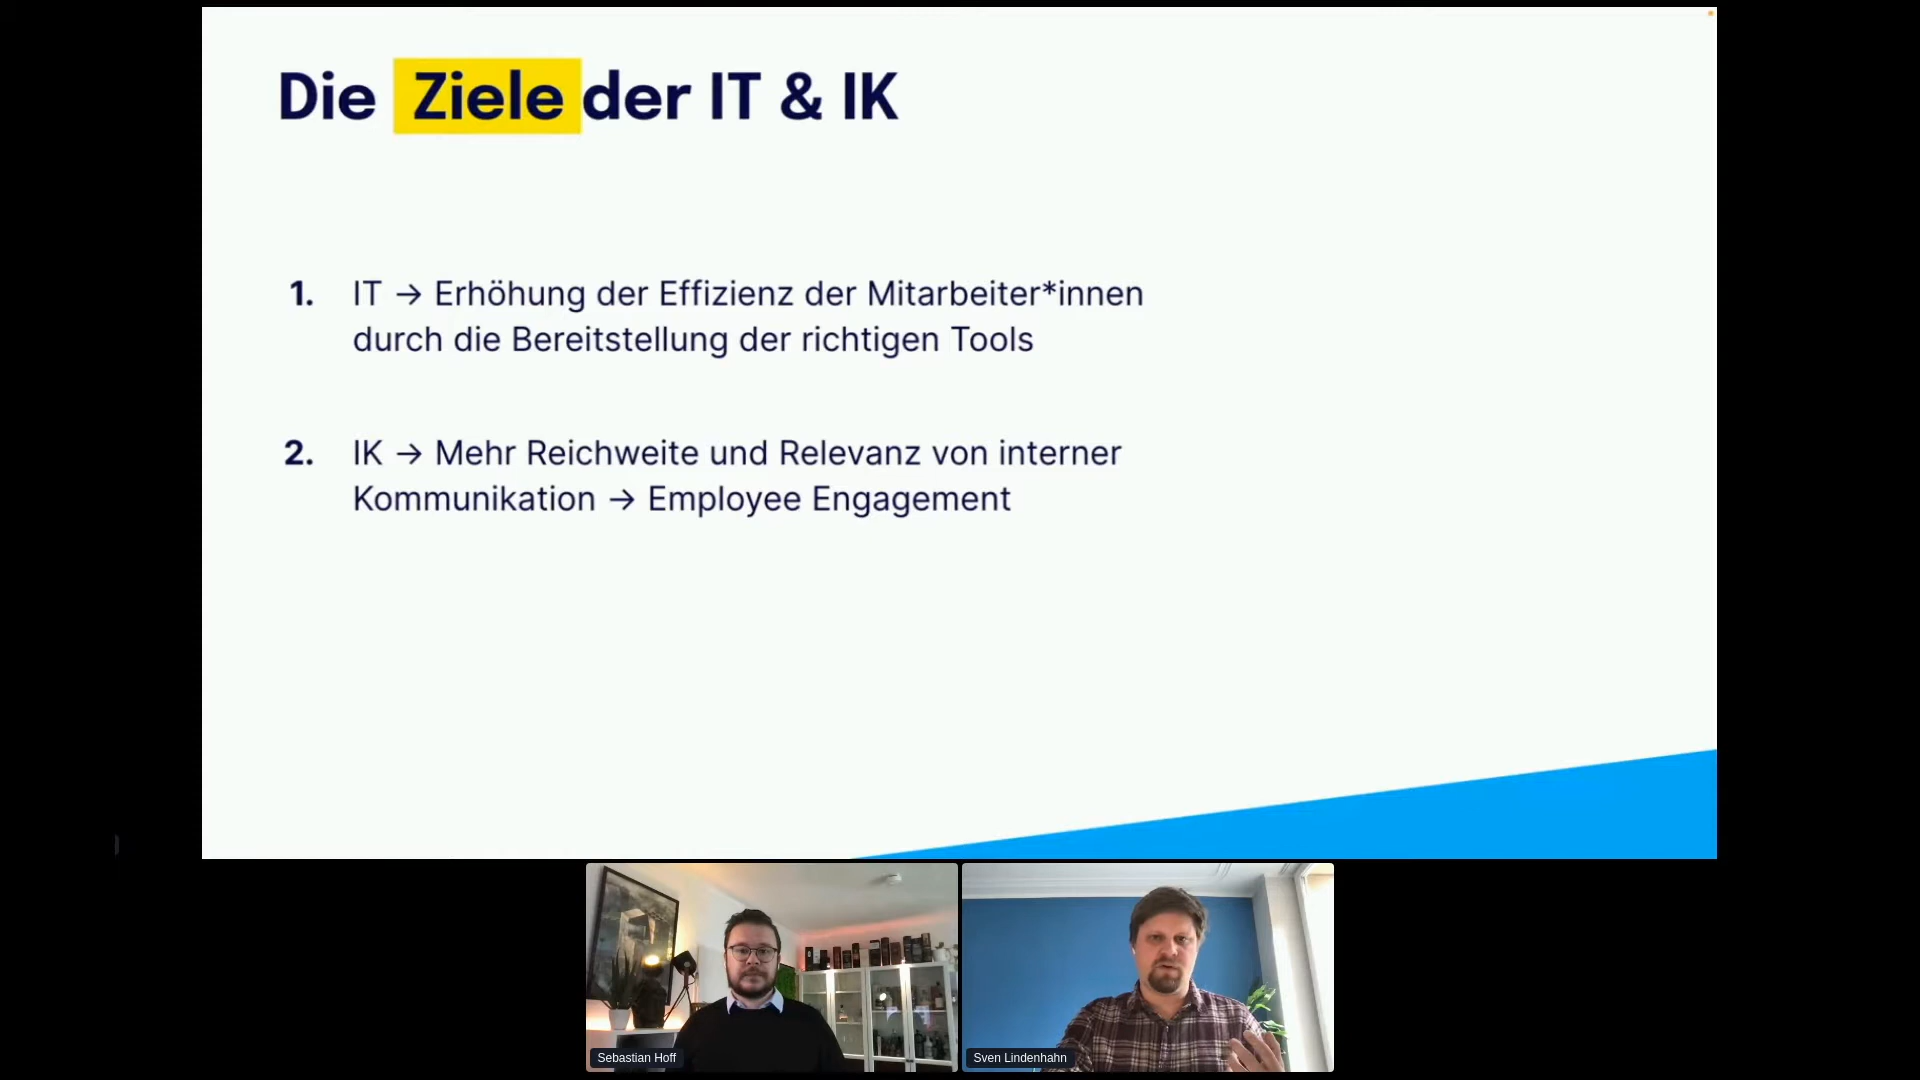 Die Ziele der IT & IK
1. IT → Erhöhung der Effizienz der Mitarbeiter*innen
durch die Bereitstellung der richtigen Tools
2. IK → Mehr Reichweite und Relevanz von interner
Kommunikation → Employee Engagement
Sebastian Hoff
Sven Lindenhahn